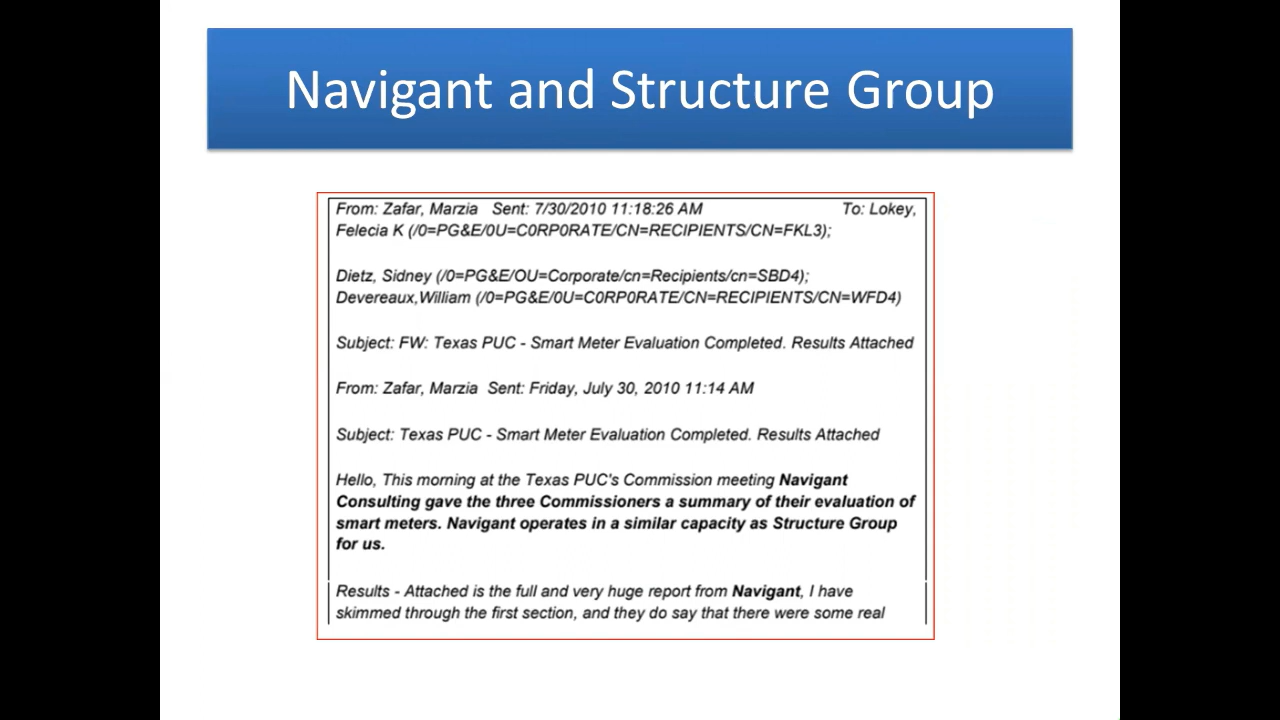 Navigant and Structure Group
From: Zafar, Marzia Sent: 7/30/2010 11:18:26 AM To: Lokey,
Felecia K (/0=PG&E/0U=C0RP0RATE/CN=RECIPIENTS/CN=FKL3);
Dietz, Sidney (/0=PG&E/OU=Corporate/cn=Recipients/cn=SBD4);
Devereaux,William (/0=PG&E/0U=C0RP0RATE/CN=RECIPIENTS/CN=WFD4)
Subject: FW: Texas PUC - Smart Meter Evaluation Completed. Results Attached
From: Zafar, Marzia Sent: Friday, July 30, 2010 11:14 AM
Subject: Texas PUC - Smart Meter Evaluation Completed. Results Attached
Hello, This morning at the Texas PUC's Commission meeting Navigant
Consulting gave the three Commissioners a summary of their evaluation of
smart meters. Navigant operates in a similar capacity as Structure Group
for us.
Results - Attached is the full and very huge report from Navigant, I have
skimmed through the first section, and they do say that there were some real